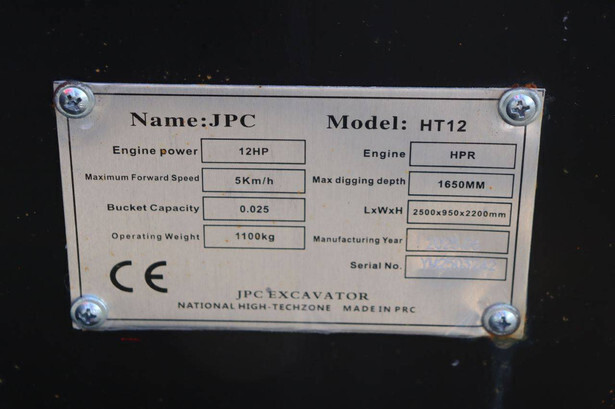 Name:JPC Model: HT12
Engine power 12HP Engine HPR
Maximum Forward Speed 5Km/h Max digging depth 1650MM
Bucket Capacity 0.025 LxWxH 2500x950x2200mm
Operating Weight 1100kg Manufacturing Year
Serial No.
CE
JPC EXCAVATOR
NATIONAL HIGH-TECHZONE MADE IN PRC